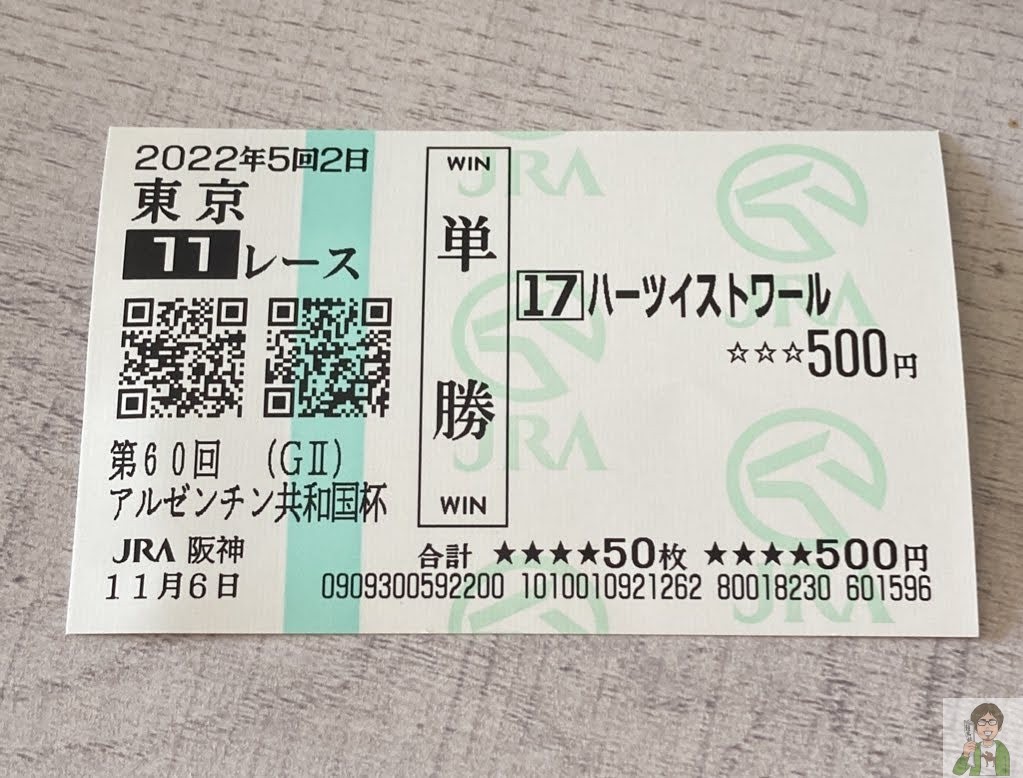 2022年5回2日
東京
11レース
第60回 (GⅡ)
アルゼンチン共和国杯
JRA 阪神
11月6日
WIN
単勝
WIN
17ハーツイストワール
☆☆☆500円
合計 ★★★★50枚 ★★★★500円
0909300592200 1010010921262 80018230 601596
JRA
JRA
JRA
JRA